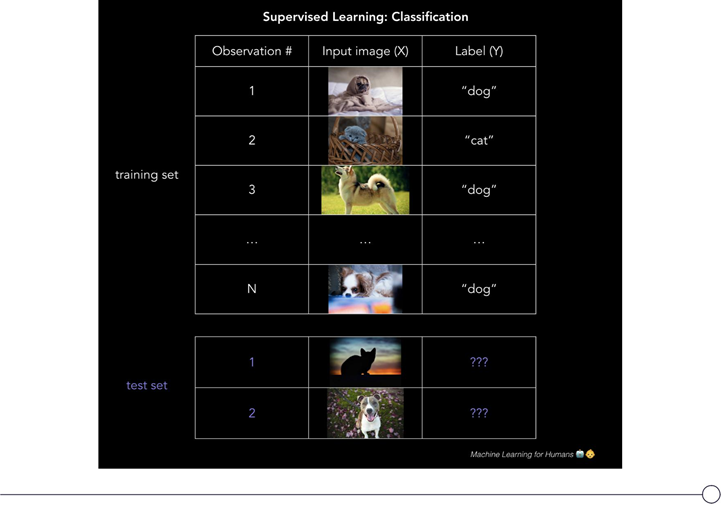 Supervised Learning: Classification
Observation # Input image (X) Label (Y)
1 “dog”
2 “cat”
training set
3 “dog”
... ... ...
N “dog”
1 ???
test set
2 ???
Machine Learning for Humans 🤖👶